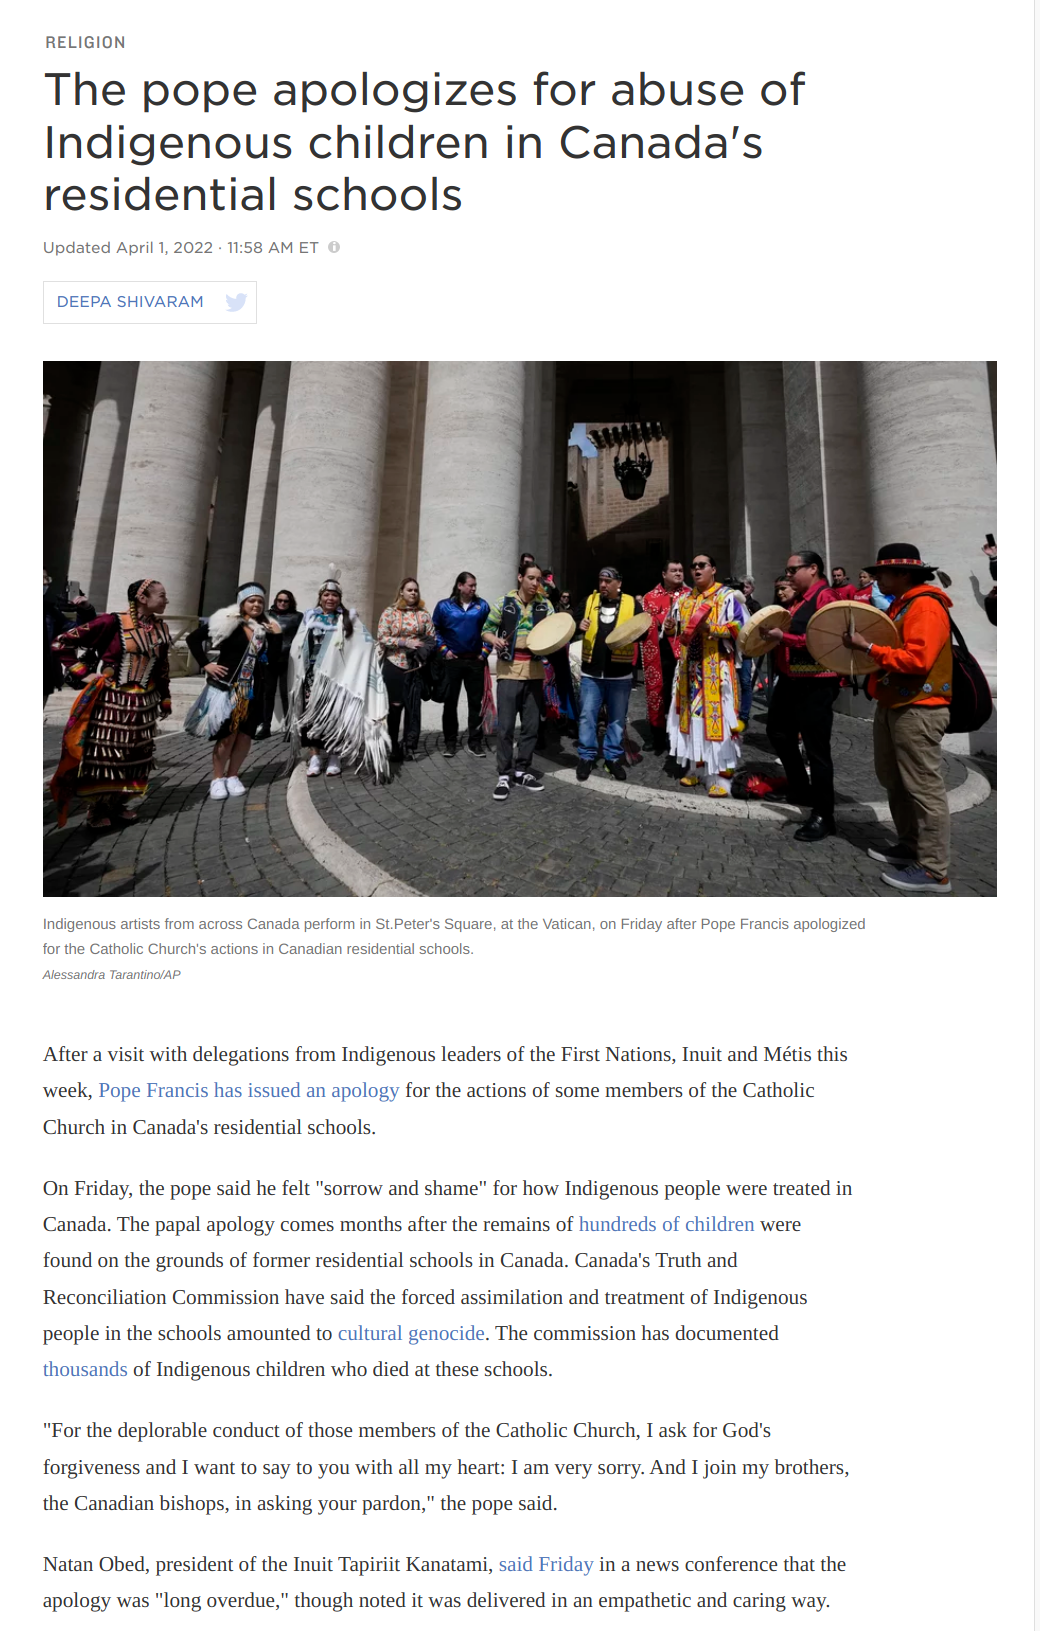 RELIGION
The pope apologizes for abuse of
Indigenous children in Canada's
residential schools
Updated April 1, 2022 · 11:58 AM ET
DEEPA SHIVARAM
Indigenous artists from across Canada perform in St.Peter's Square, at the Vatican, on Friday after Pope Francis apologized
for the Catholic Church's actions in Canadian residential schools.
Alessandra Tarantino/AP
After a visit with delegations from Indigenous leaders of the First Nations, Inuit and Métis this
week, Pope Francis has issued an apology for the actions of some members of the Catholic
Church in Canada's residential schools.
On Friday, the pope said he felt "sorrow and shame" for how Indigenous people were treated in
Canada. The papal apology comes months after the remains of hundreds of children were
found on the grounds of former residential schools in Canada. Canada's Truth and
Reconciliation Commission have said the forced assimilation and treatment of Indigenous
people in the schools amounted to cultural genocide. The commission has documented
thousands of Indigenous children who died at these schools.
"For the deplorable conduct of those members of the Catholic Church, I ask for God's
forgiveness and I want to say to you with all my heart: I am very sorry. And I join my brothers,
the Canadian bishops, in asking your pardon," the pope said.
Natan Obed, president of the Inuit Tapiriit Kanatami, said Friday in a news conference that the
apology was "long overdue," though noted it was delivered in an empathetic and caring way.